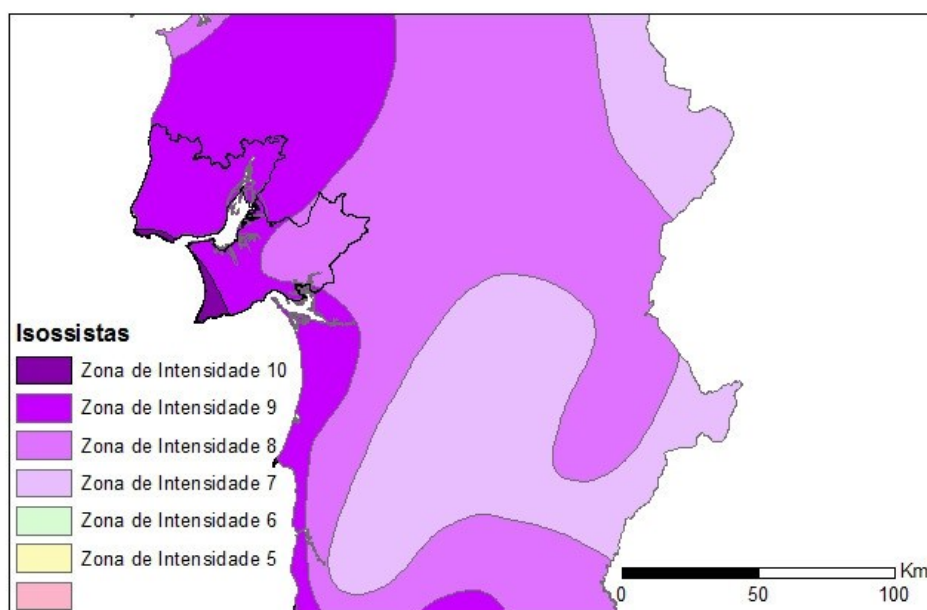 Isossistas
Zona de Intensidade 10
Zona de Intensidade 9
Zona de Intensidade 8
Zona de Intensidade 7
Zona de Intensidade 6
Zona de Intensidade 5
Km
0 50 100